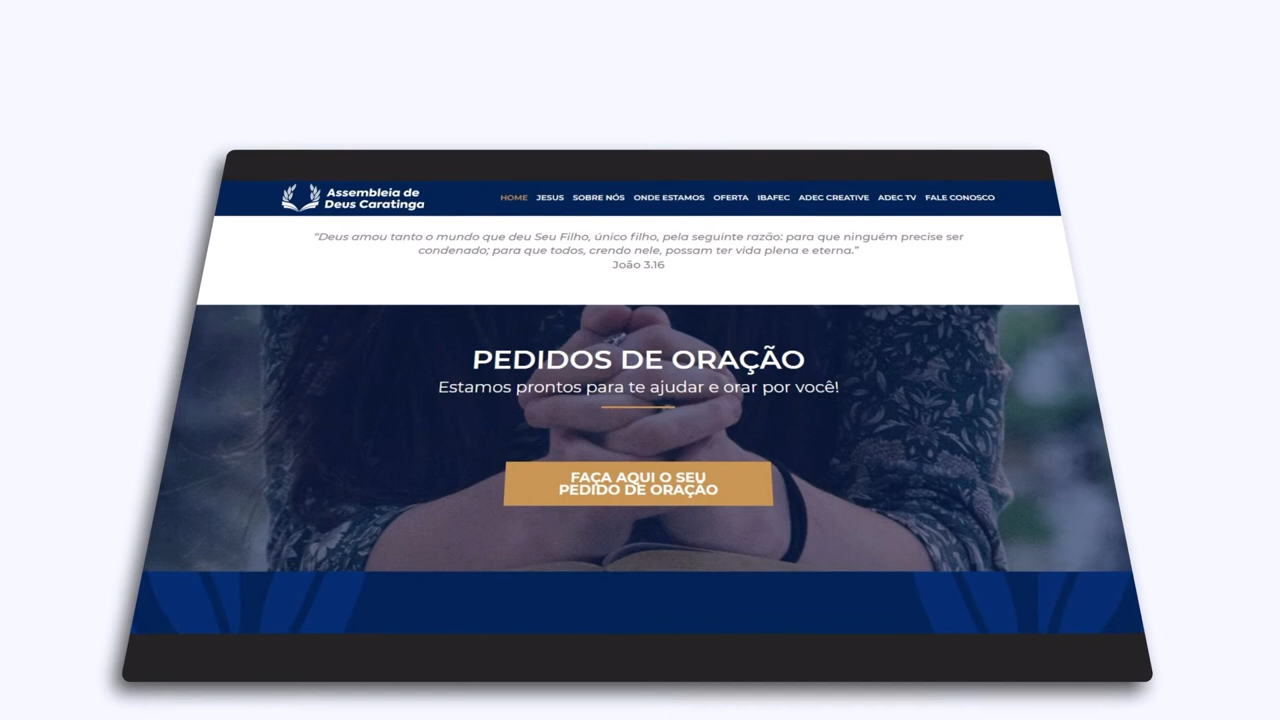 Assembleia de
Deus Caratinga
HOME JESUS SOBRE NÓS ONDE ESTAMOS OFERTA IBAFEC ADEC CREATIVE ADEC TV FALE CONOSCO
“Deus amou tanto o mundo que deu Seu Filho, único filho, pela seguinte razão: para que ninguém precise ser
condenado; para que todos, crendo nele, possam ter vida plena e eterna.”
João 3.16
PEDIDOS DE ORAÇÃO
Estamos prontos para te ajudar e orar por você!
FAÇA AQUI O SEU
PEDIDO DE ORAÇÃO